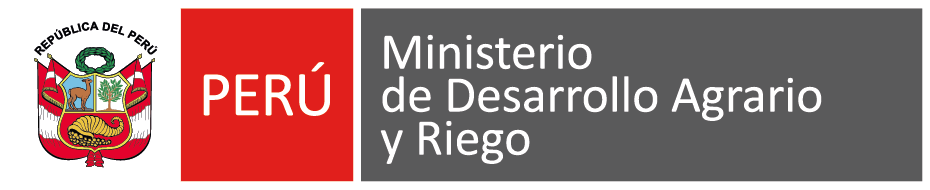 REPÚBLICA DEL PERÚ
PERÚ
Ministerio
de Desarrollo Agrario
y Riego